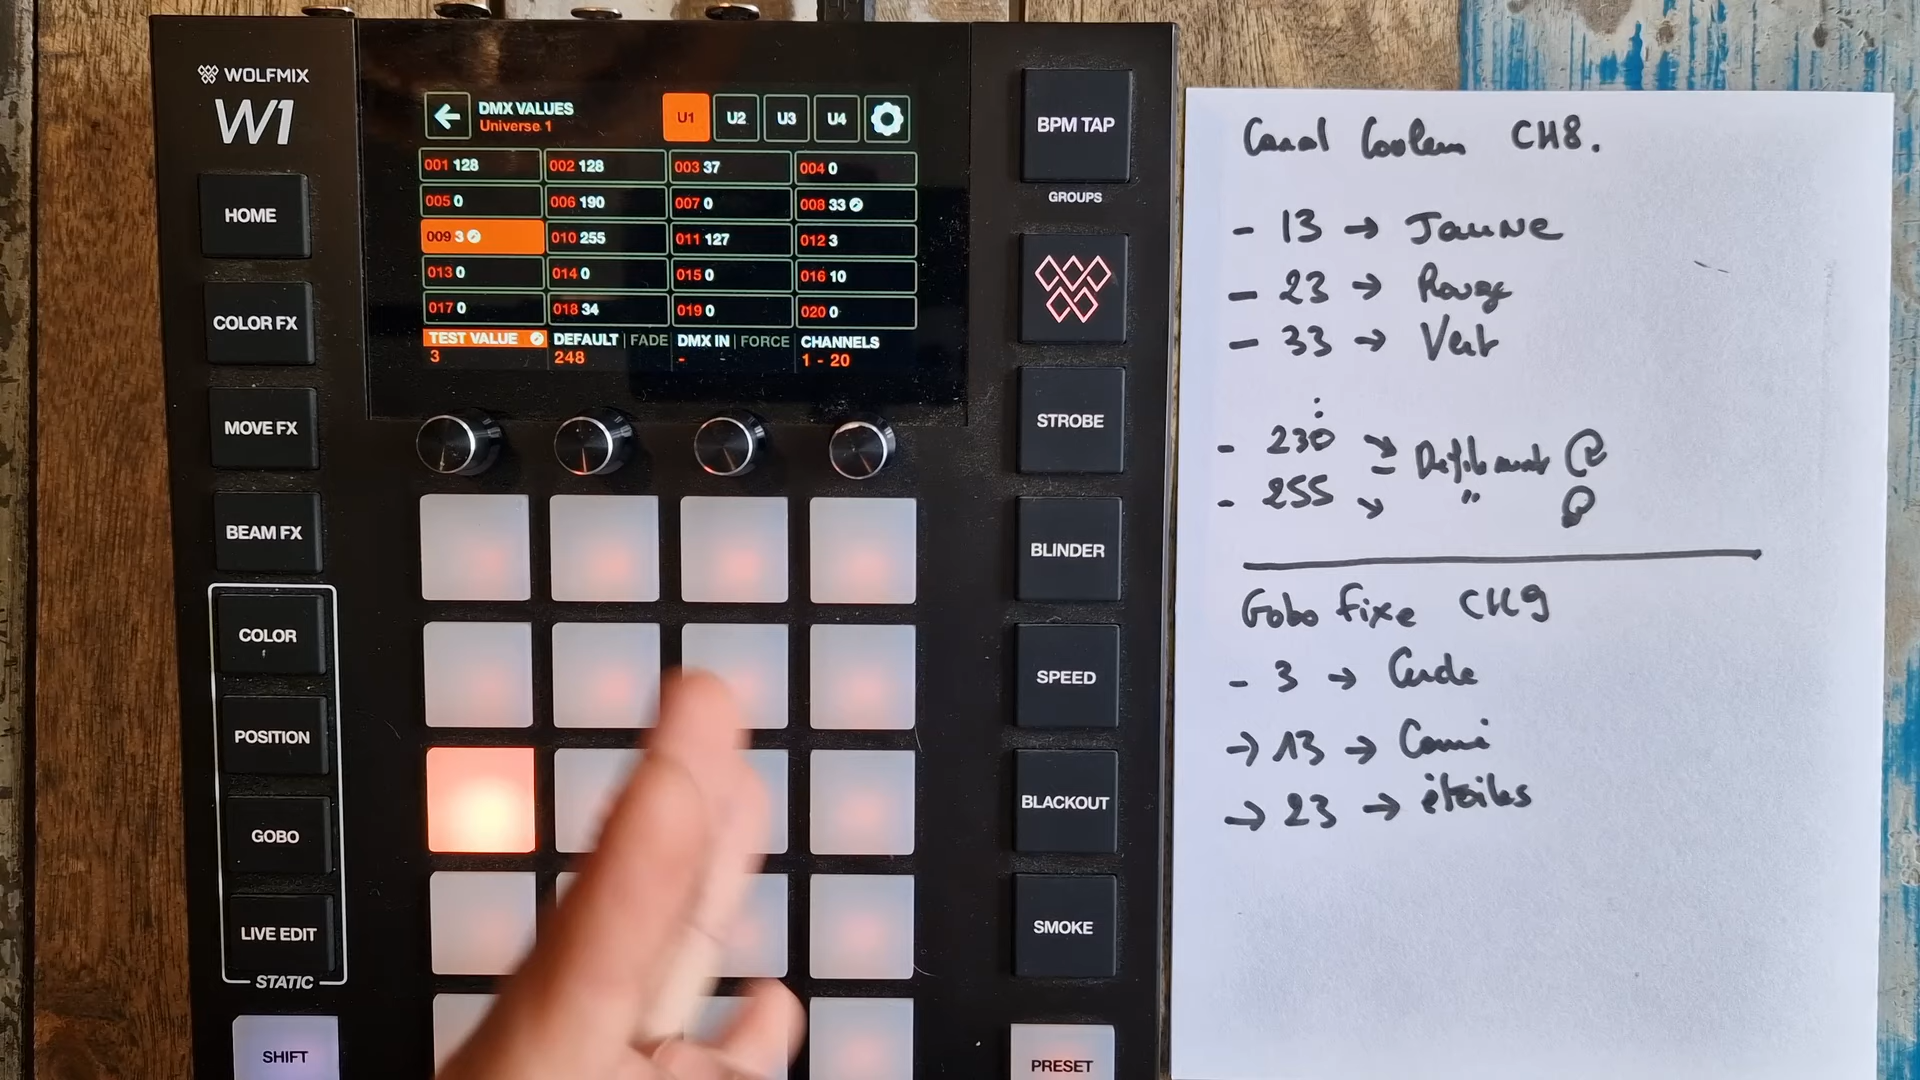 WOLFMIX
W1
DMX VALUES
Universe 1
U1 U2 U3 U4
001 128 002 128 003 37 004 0
005 0 006 190 007 0 008 33
009 3 010 255 011 127 012 3
013 0 014 0 015 0 016 10
017 0 018 34 019 0 020 0
TEST VALUE DEFAULT | FADE DMX IN | FORCE CHANNELS
3 248 - 1 - 20
HOME
COLOR FX
MOVE FX
BEAM FX
COLOR
POSITION
GOBO
LIVE EDIT
STATIC
SHIFT
BPM TAP
GROUPS
STROBE
BLINDER
SPEED
BLACKOUT
SMOKE
PRESET
Canal Couleur CH8.
- 13 → Jaune
- 23 → Rouge
- 33 → Vert
:
- 230 → Défilement
- 255 → "
Gobo fixe CH9
- 3 → Cercle
→ 13 → Carré
→ 23 → étoiles